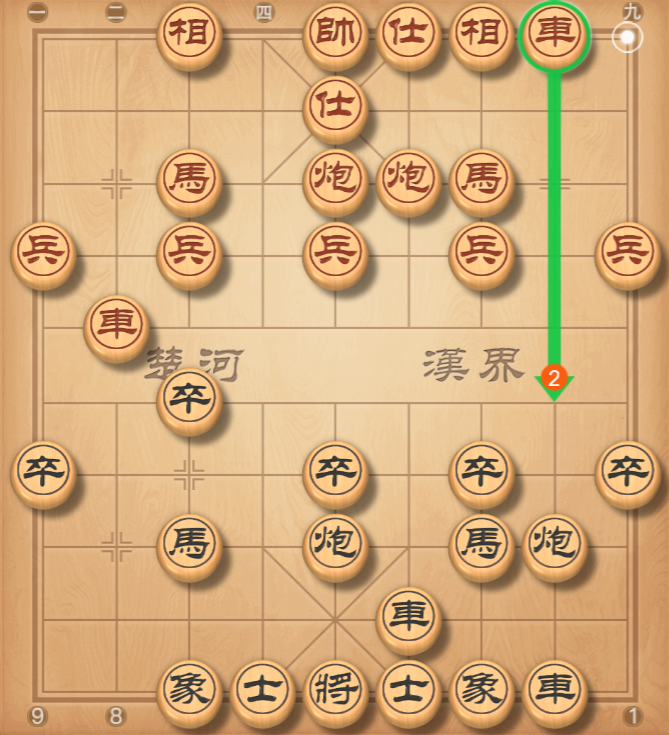 一 二 相 四 帥 仕 相 車 九
仕
馬 炮 炮 馬
兵 兵 兵 兵 兵
車
楚河 漢界
卒 2
卒 卒 卒 卒
馬 炮 馬 炮
車
象 士 將 士 象 車
9 8 1